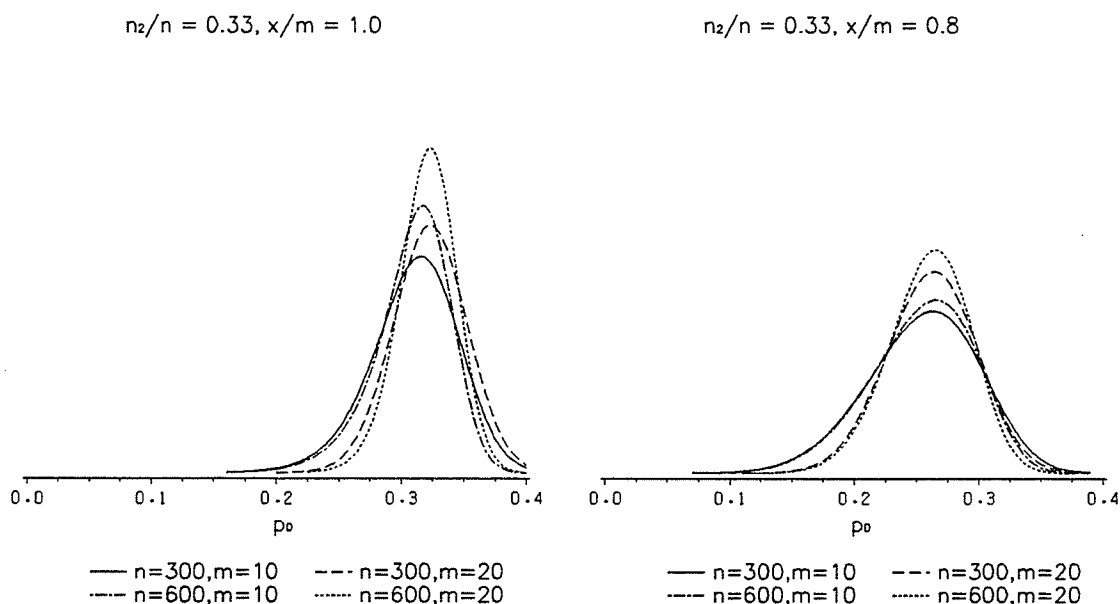 n₂/n = 0.33, x/m = 1.0
0.0 0.1 0.2 0.3 0.4
p_D
n=300,m=10 n=300,m=20
n=600,m=10 n=600,m=20
n₂/n = 0.33, x/m = 0.8
0.0 0.1 0.2 0.3 0.4
p_D
n=300,m=10 n=300,m=20
n=600,m=10 n=600,m=20